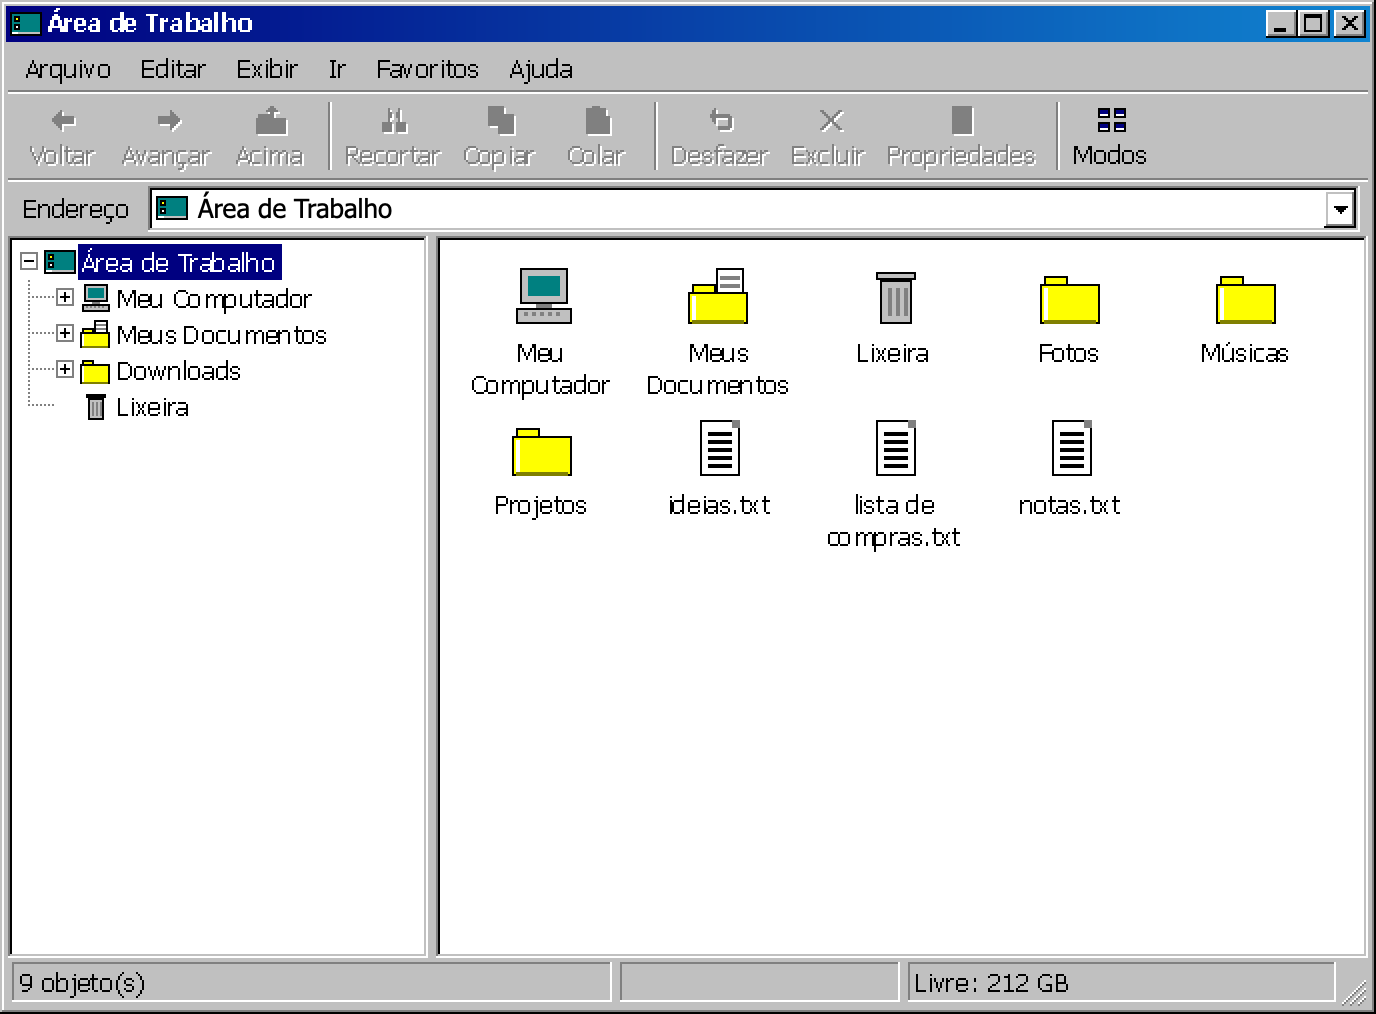 Área de Trabalho
Arquivo Editar Exibir Ir Favoritos Ajuda
Voltar Avançar Acima Recortar Copiar Colar Desfazer Excluir Propriedades Modos
Endereço Área de Trabalho
Área de Trabalho
Meu Computador
Meus Documentos
Downloads
Lixeira
Meu
Computador
Meus
Documentos
Lixeira
Fotos
Músicas
Projetos
ideias.txt
lista de
compras.txt
notas.txt
9 objeto(s)
Livre: 212 GB